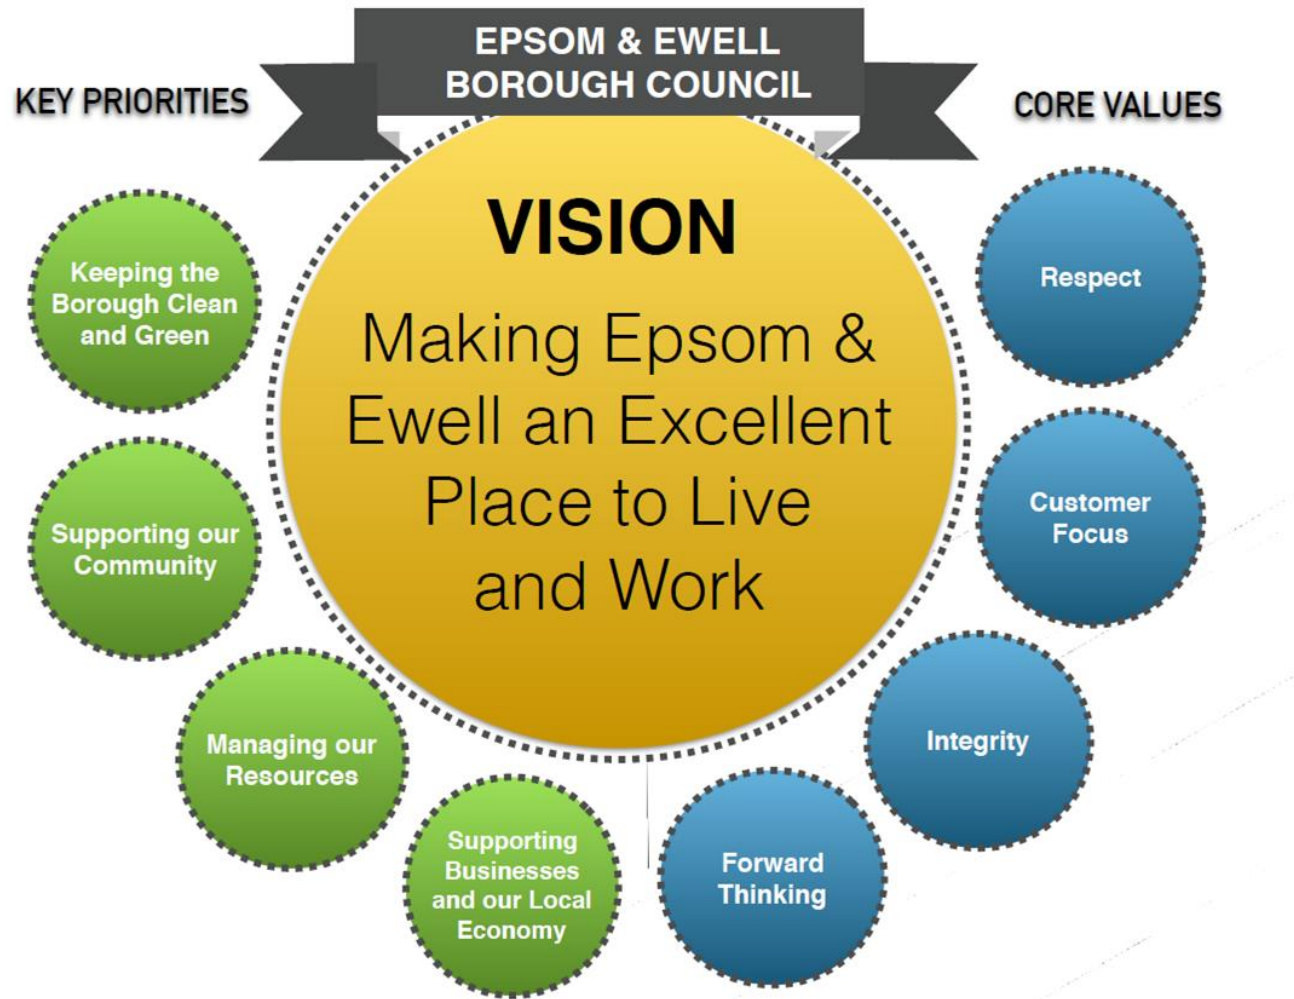 EPSOM & EWELL
BOROUGH COUNCIL
KEY PRIORITIES
CORE VALUES
VISION
Making Epsom &
Ewell an Excellent
Place to Live
and Work
Keeping the
Borough Clean
and Green
Supporting our
Community
Managing our
Resources
Supporting
Businesses
and our Local
Economy
Respect
Customer
Focus
Integrity
Forward
Thinking